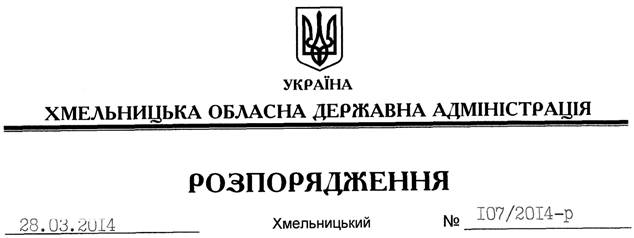 УКРАЇНА
ХМЕЛЬНИЦЬКА ОБЛАСНА ДЕРЖАВНА АДМІНІСТРАЦІЯ
РОЗПОРЯДЖЕННЯ
28.03.2014 Хмельницький № 107/2014-р